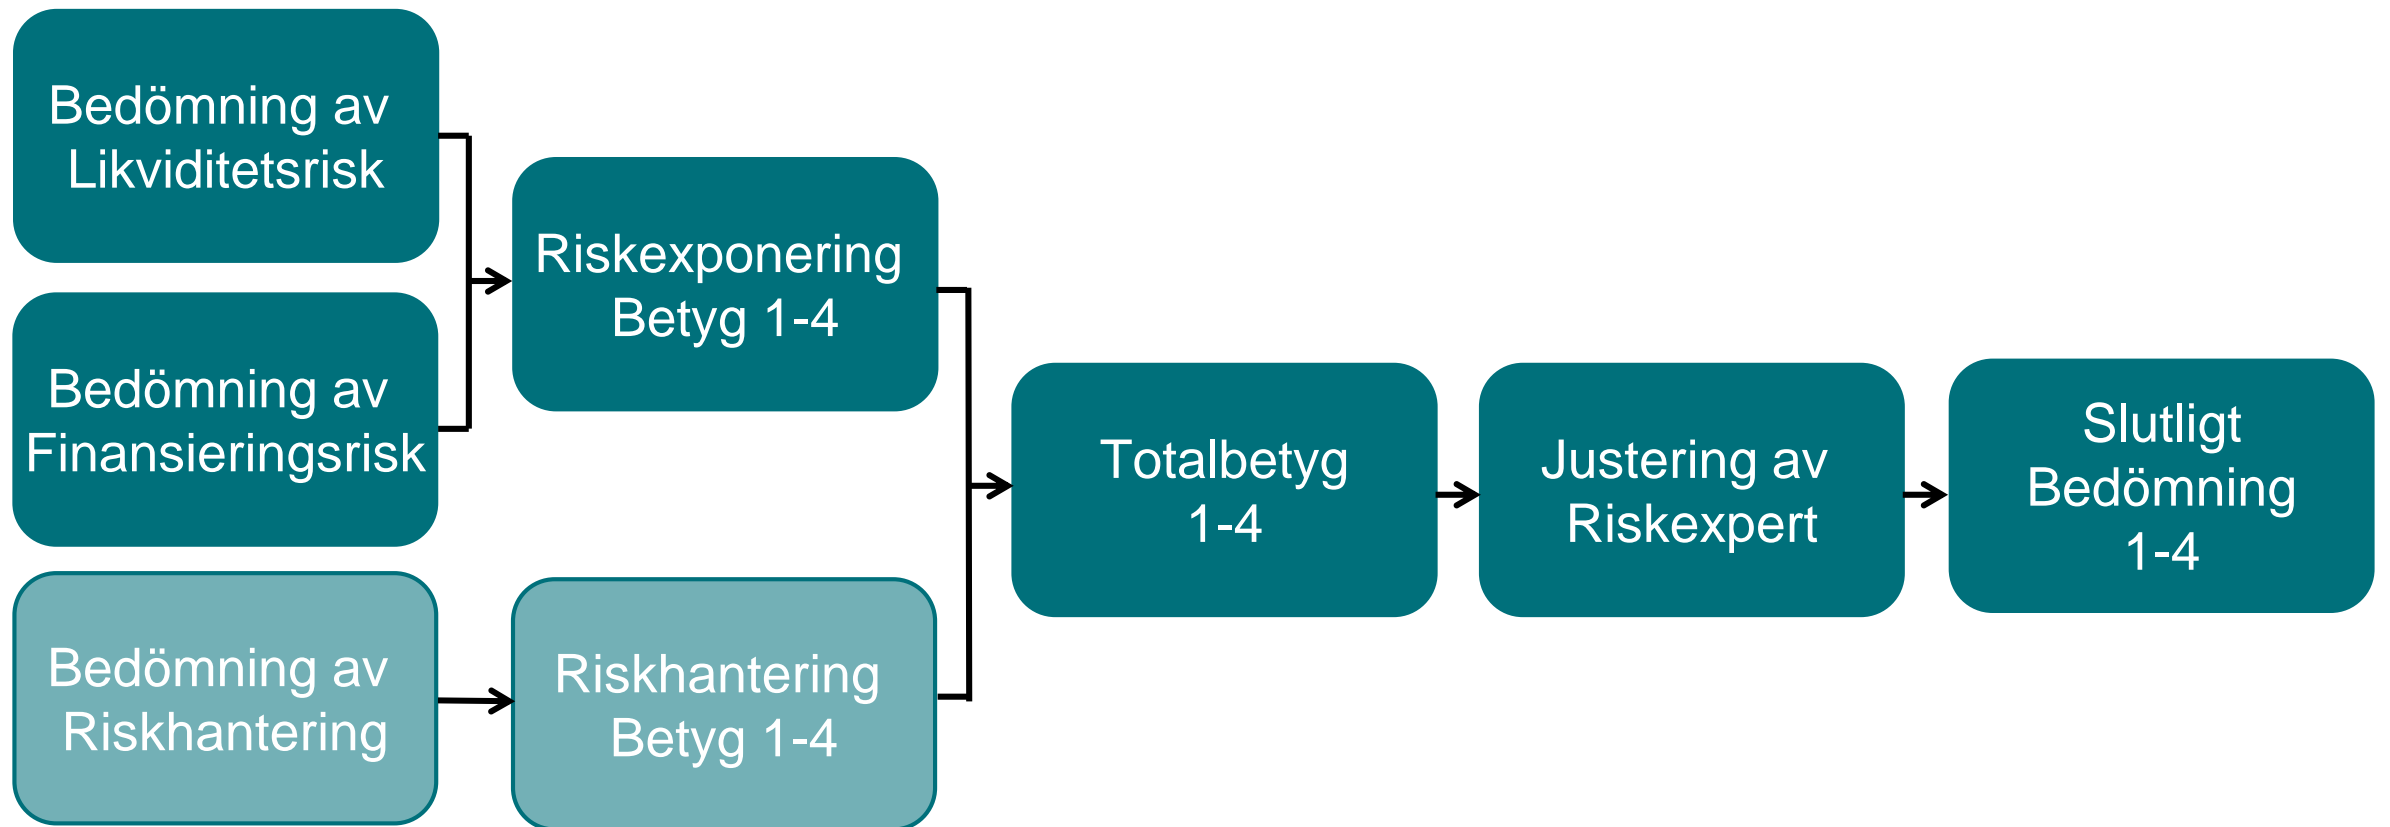 Bedömning av
Likviditetsrisk
Bedömning av
Finansieringsrisk
Bedömning av
Riskhantering
Riskexponering
Betyg 1-4
Riskhantering
Betyg 1-4
Totalbetyg
1-4
Justering av
Riskexpert
Slutligt
Bedömning
1-4